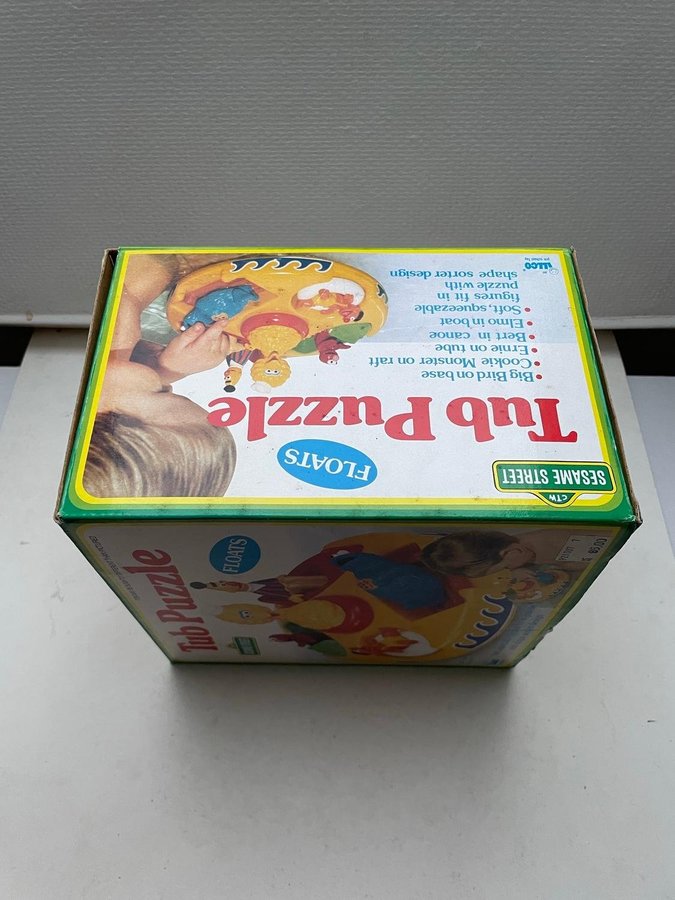 CTW
SESAME STREET
FLOATS
Tub Puzzle
• Big Bird on base
• Cookie Monster on raft
• Ernie on tube
• Bert in canoe
• Elmo in boat
• Soft, squeezable
figures fit in
puzzle with
shape sorter design
illco
Tub Puzzle
FLOATS